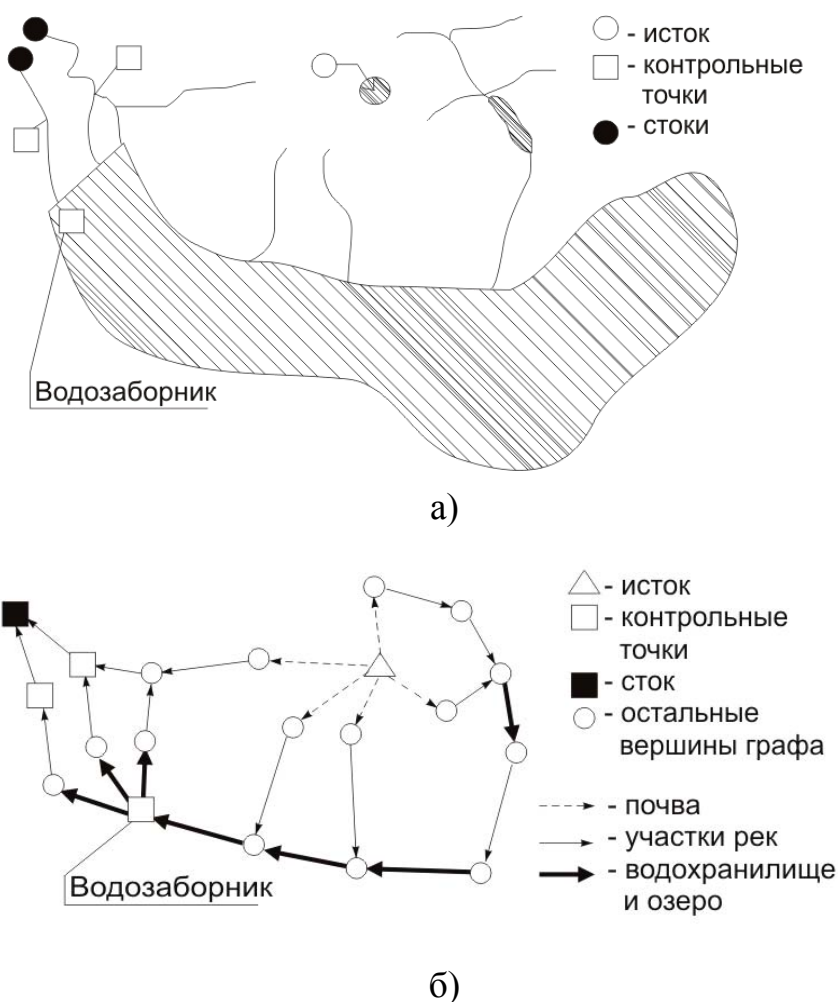 - исток
- контрольные
точки
- стоки
Водозаборник
а)
- исток
- контрольные
точки
- сток
- остальные
вершины графа
- почва
- участки рек
- водохранилище
и озеро
Водозаборник
б)